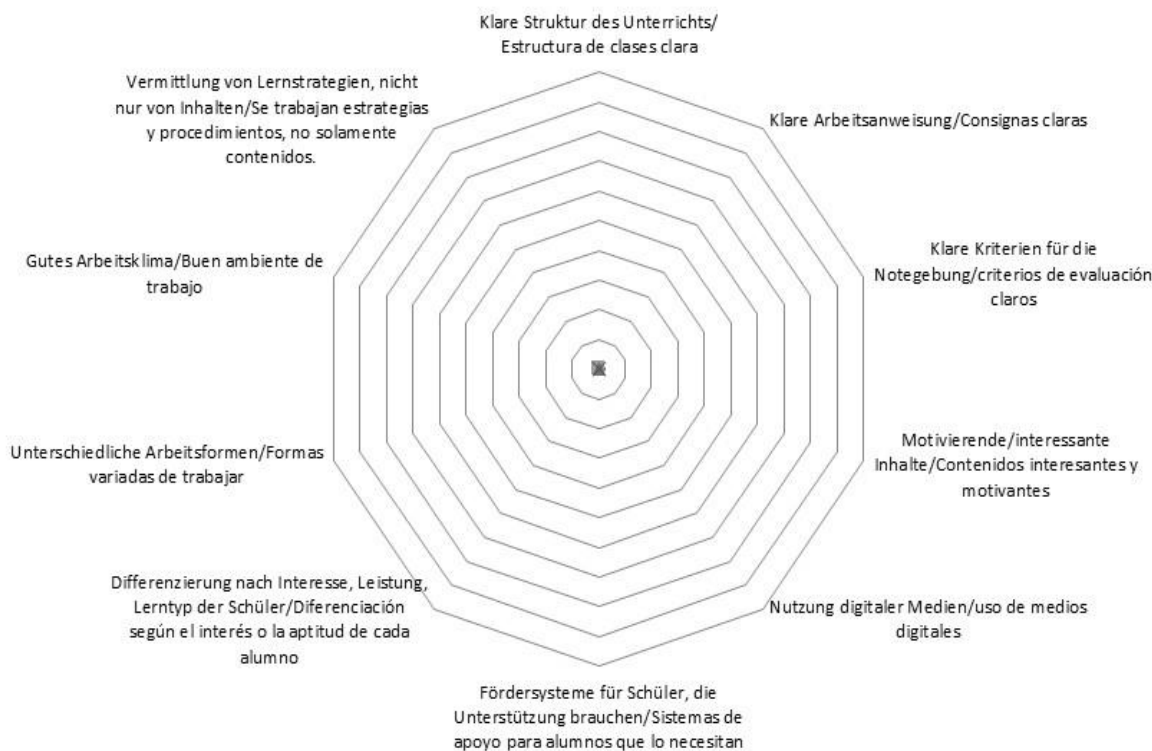 Klare Struktur des Unterrichts/
Estructura de clases clara
Klare Arbeitsanweisung/Consignas claras
Klare Kriterien für die
Notegebung/criterios de evaluación
claros
Motivierende/interessante
Inhalte/Contenidos interesantes y
motivantes
Nutzung digitaler Medien/uso de medios
digitales
Fördersysteme für Schüler, die
Unterstützung brauchen/Sistemas de
apoyo para alumnos que lo necesitan
Differenzierung nach Interesse, Leistung,
Lerntyp der Schüler/Diferenciación
según el interés o la aptitud de cada
alumno
Unterschiedliche Arbeitsformen/Formas
variadas de trabajar
Gutes Arbeitsklima/Buen ambiente de
trabajo
Vermittlung von Lernstrategien, nicht
nur von Inhalten/Se trabajan estrategias
y procedimientos, no solamente
contenidos.